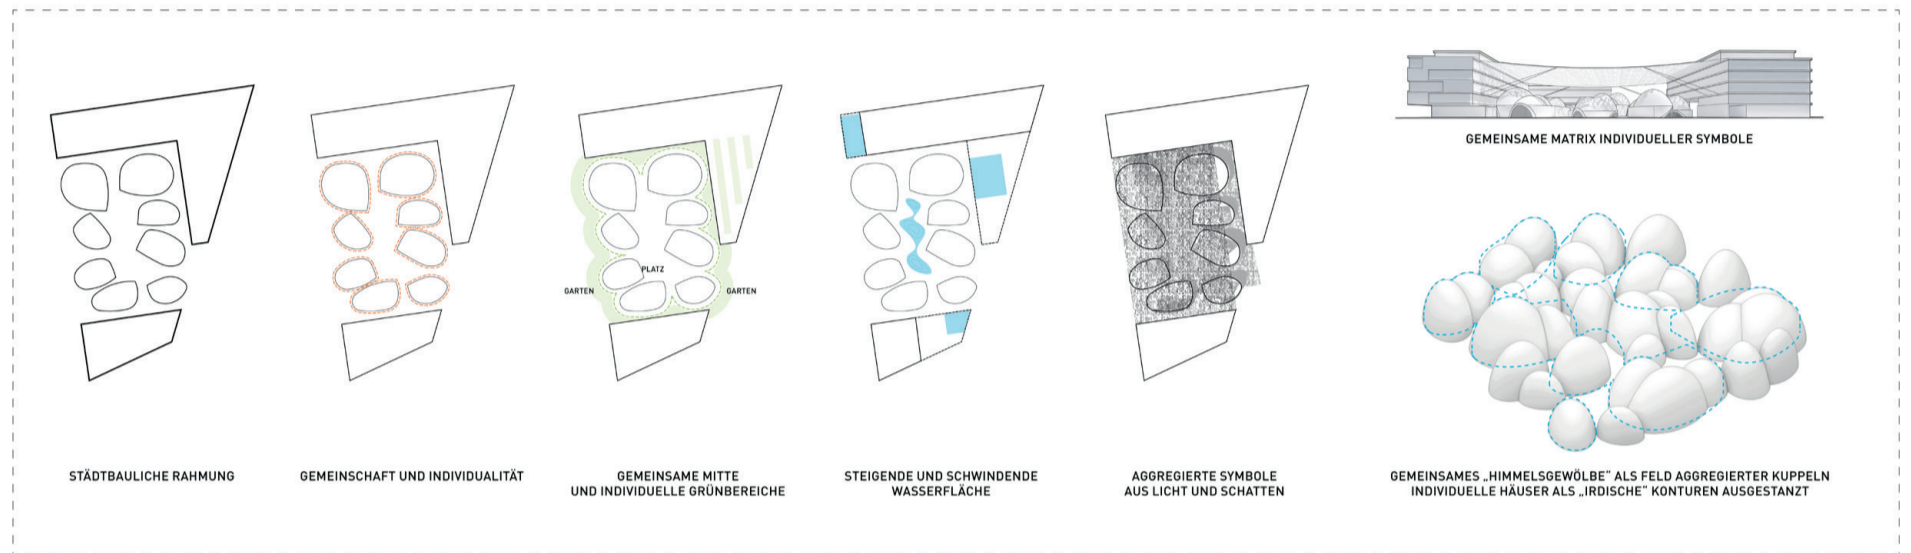 STÄDTBAULICHE RAHMUNG
GEMEINSCHAFT UND INDIVIDUALITÄT
PLATZ
GARTEN
GARTEN
GEMEINSAME MITTE
UND INDIVIDUELLE GRÜNBEREICHE
STEIGENDE UND SCHWINDENDE
WASSERFLÄCHE
AGGREGIERTE SYMBOLE
AUS LICHT UND SCHATTEN
GEMEINSAME MATRIX INDIVIDUELLER SYMBOLE
GEMEINSAMES „HIMMELSGEWÖLBE" ALS FELD AGGREGIERTER KUPPELN
INDIVIDUELLE HÄUSER ALS „IRDISCHE" KONTUREN AUSGESTANZT